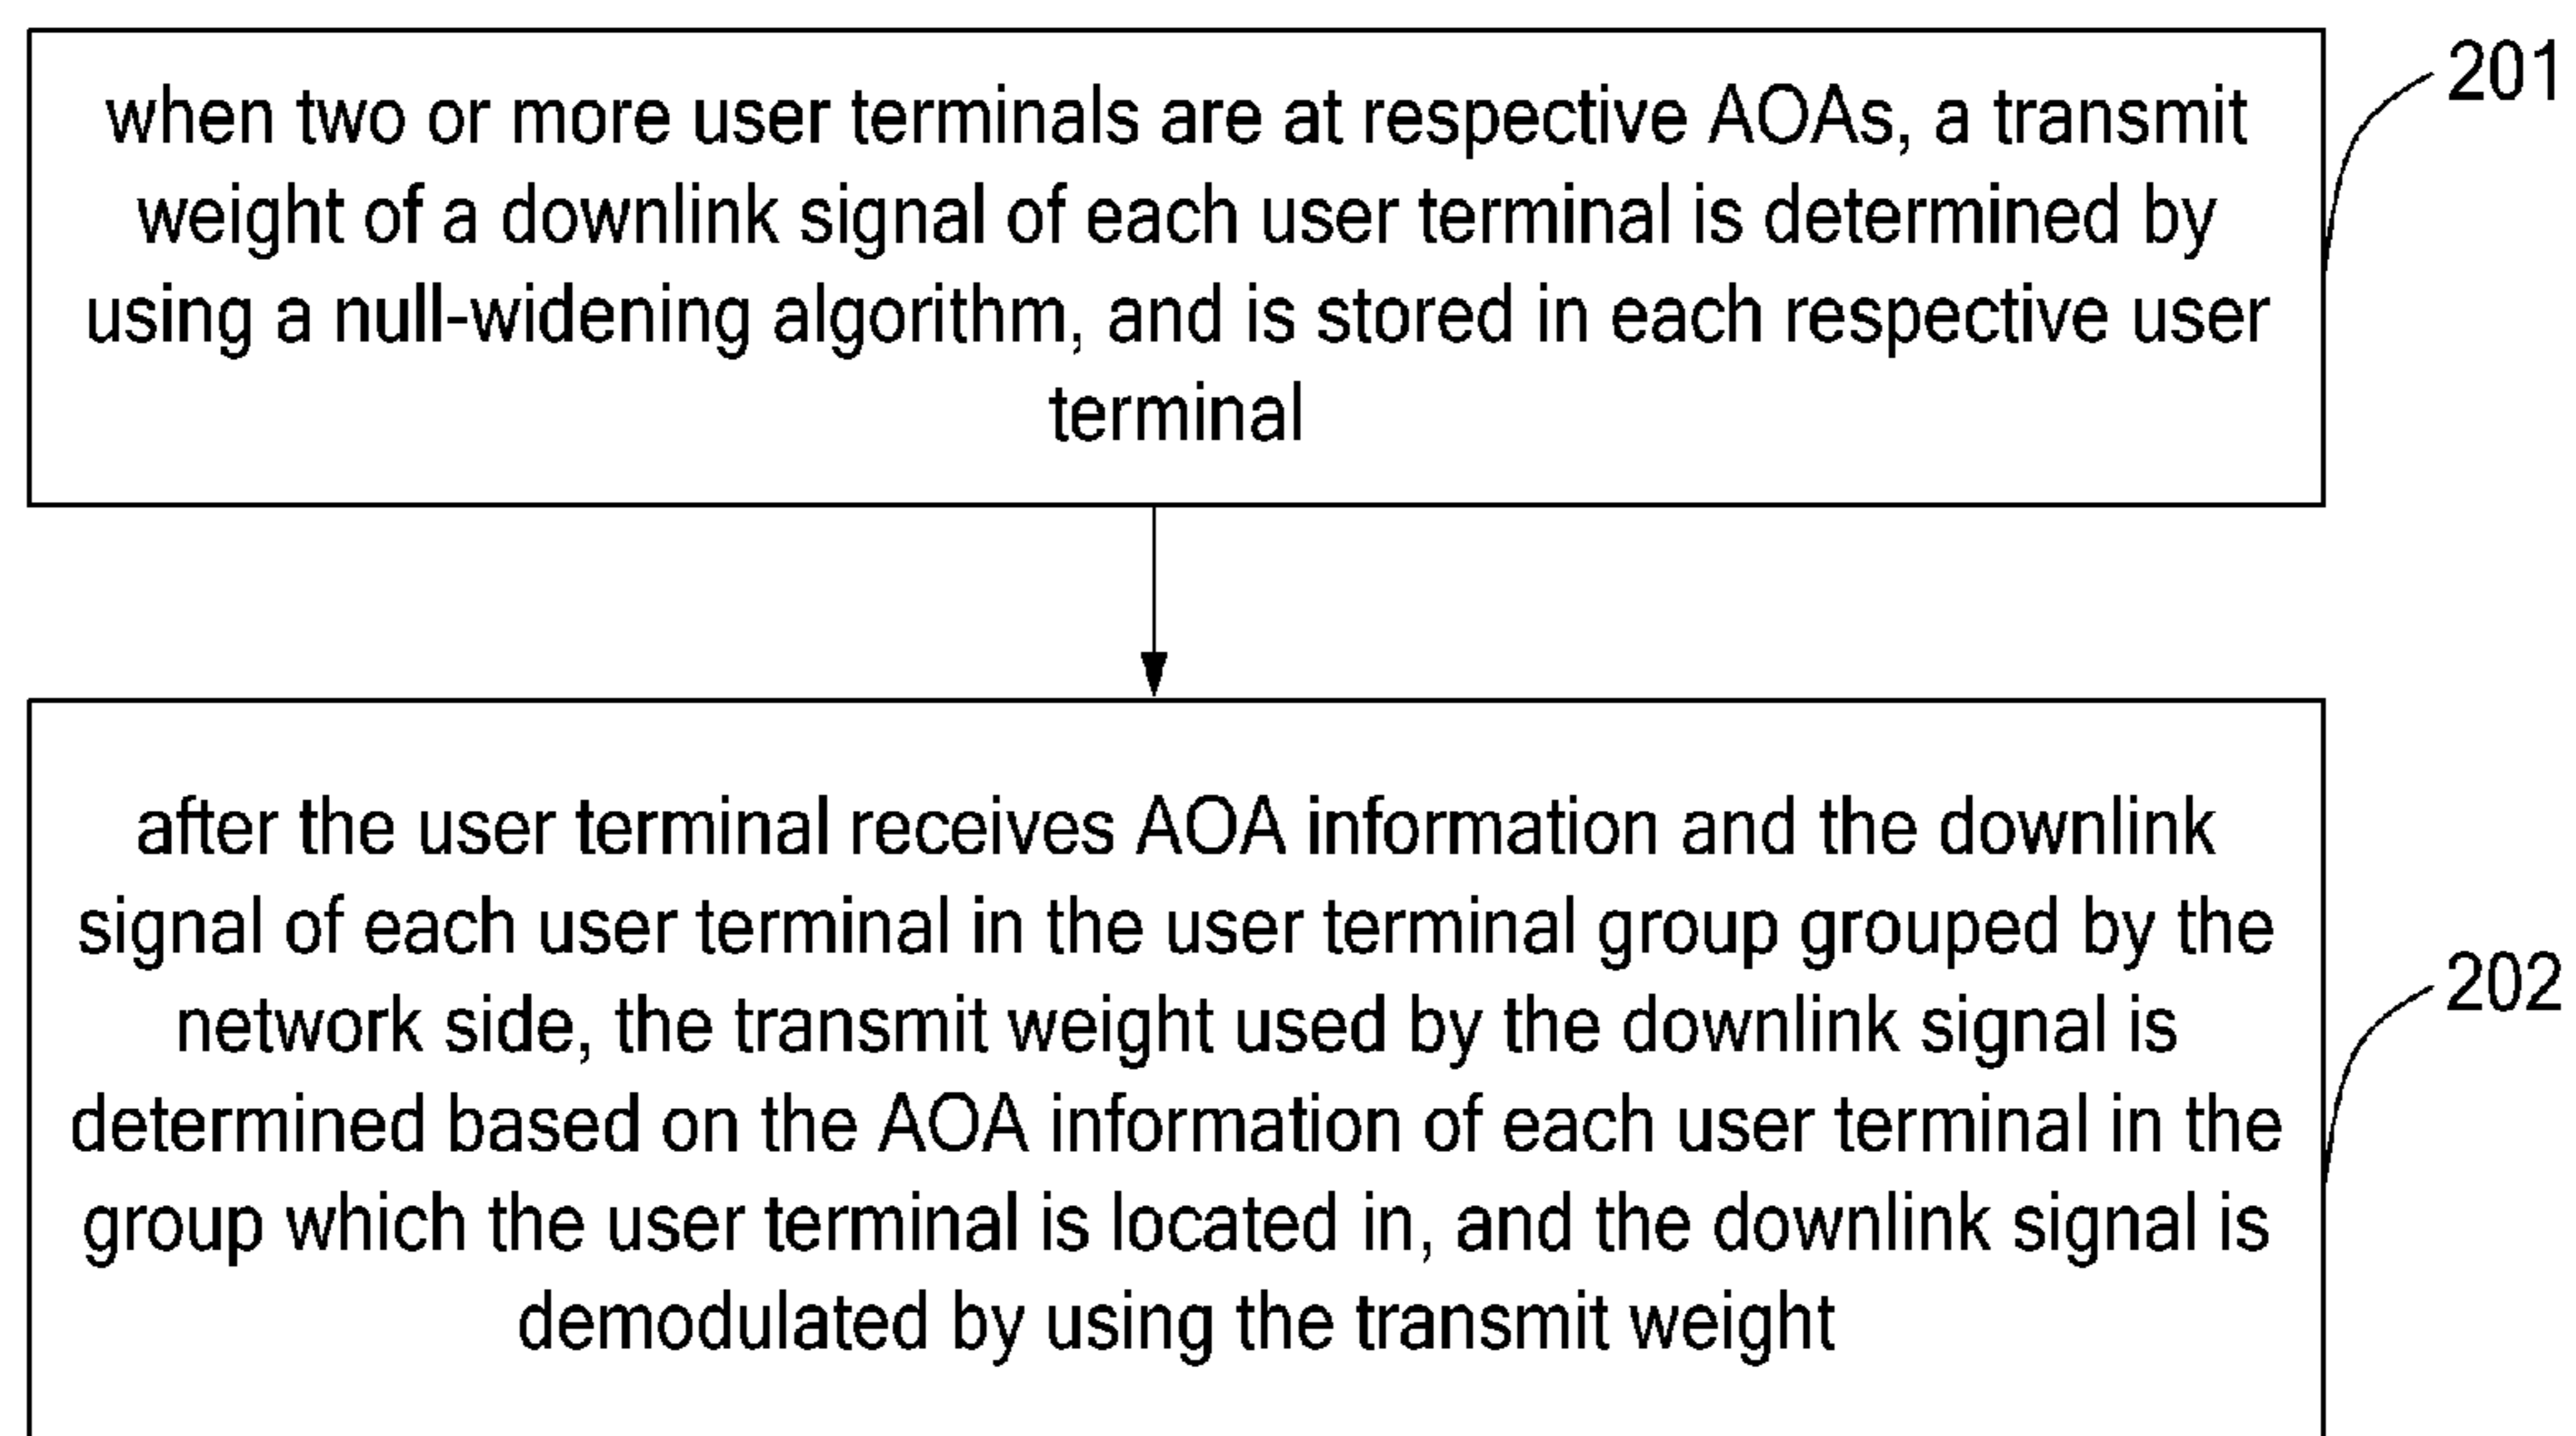 when two or more user terminals are at respective AOAs, a transmit
weight of a downlink signal of each user terminal is determined by
using a null-widening algorithm, and is stored in each respective user
terminal
201
after the user terminal receives AOA information and the downlink
signal of each user terminal in the user terminal group grouped by the
network side, the transmit weight used by the downlink signal is
determined based on the AOA information of each user terminal in the
group which the user terminal is located in, and the downlink signal is
demodulated by using the transmit weight
202